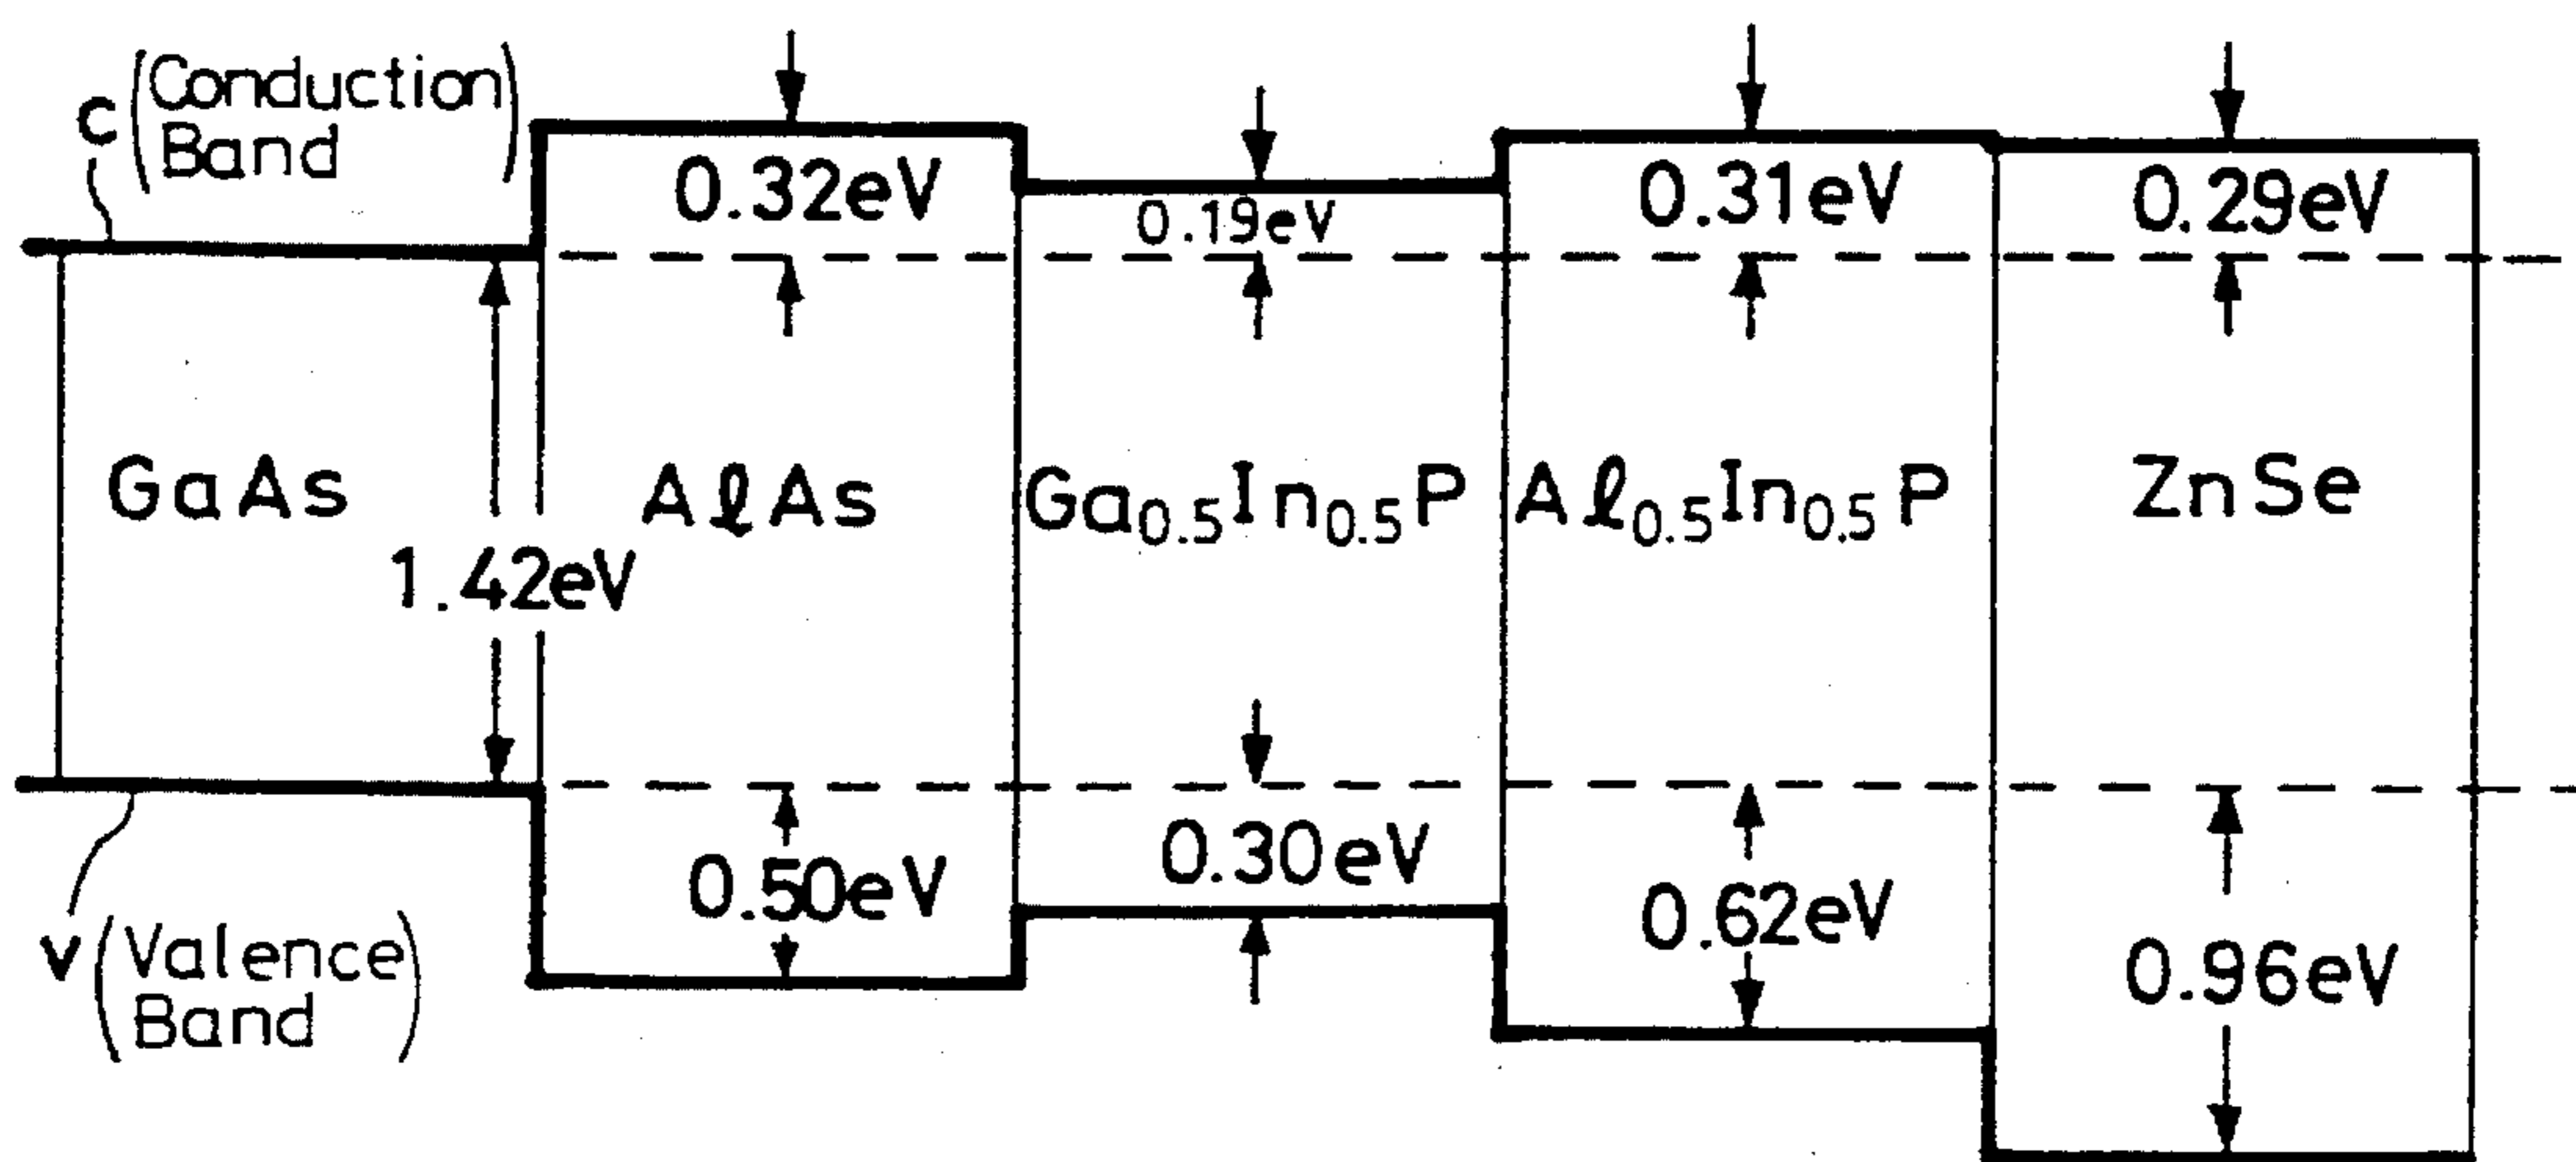 c (Conduction
Band)
0.32eV
0.19eV
0.31eV
0.29eV
GaAs
1.42eV
AℓAs
Ga₀.₅In₀.₅P
Aℓ₀.₅In₀.₅P
ZnSe
0.50eV
0.30eV
0.62eV
0.96eV
v (Valence
Band)